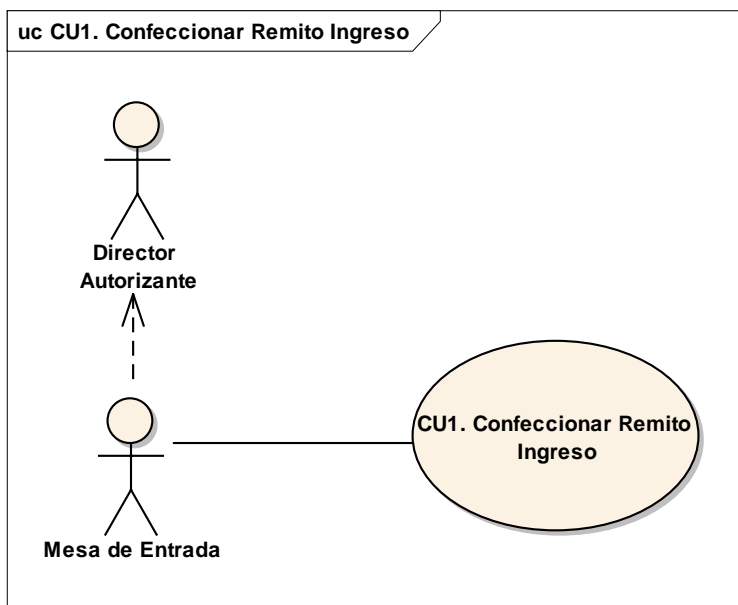 uc CU1. Confeccionar Remito Ingreso
Director
Autorizante
CU1. Confeccionar Remito
Ingreso
Mesa de Entrada